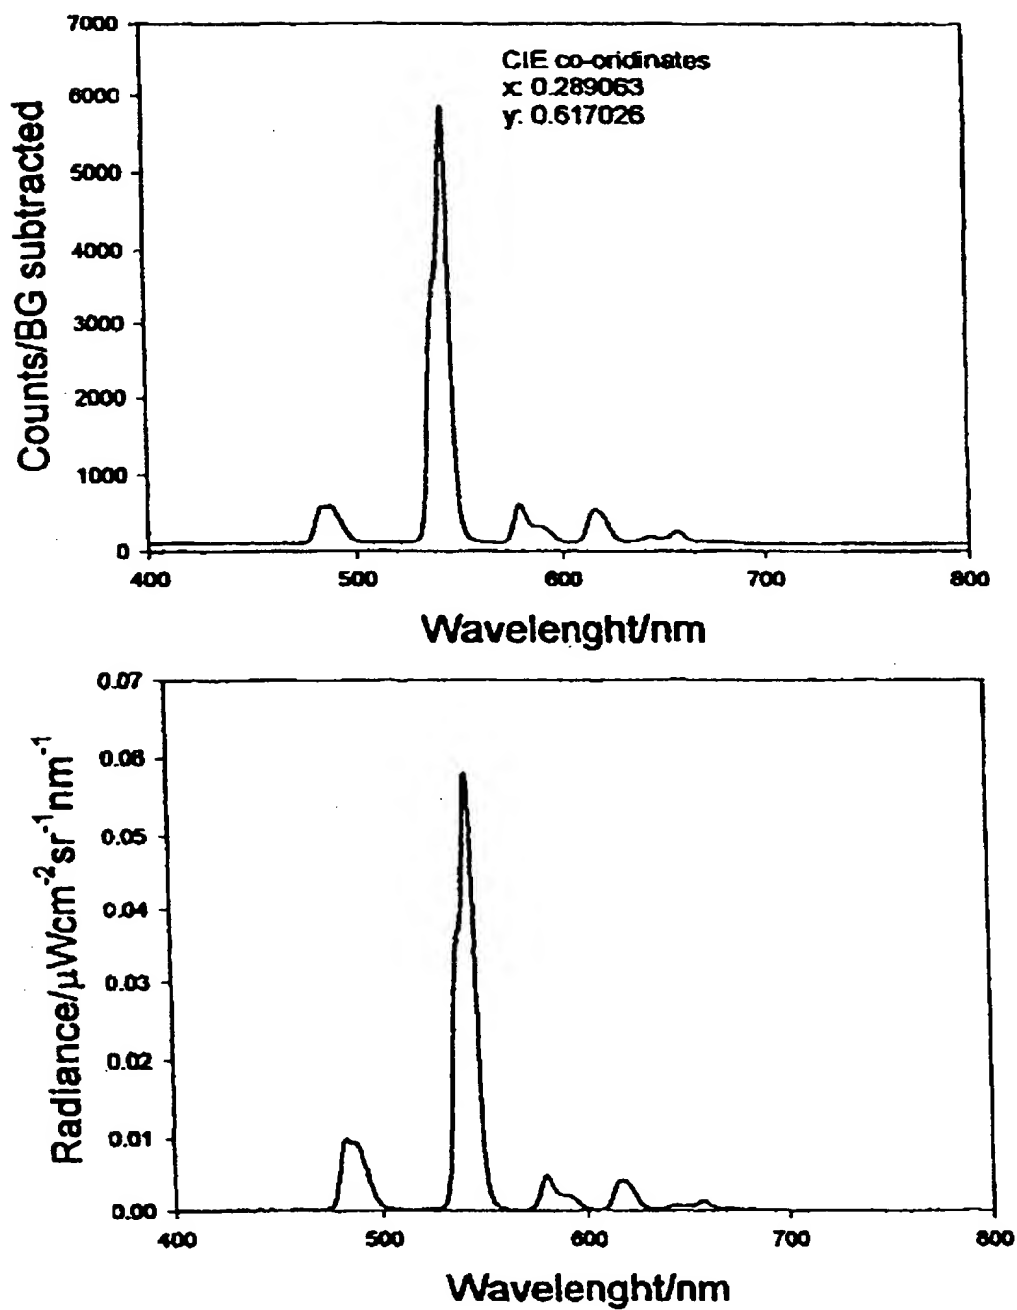 7000
CIE co-oridinates
x: 0.289063
y: 0.617026
6000
5000
4000
3000
2000
1000
0
Counts/BG subtracted
400 500 600 700 800
Wavelenght/nm
0.07
0.06
0.05
0.04
0.03
0.02
0.01
0.00
Radiance/µWcm-2sr-1nm-1
400 500 600 700 800
Wavelenght/nm